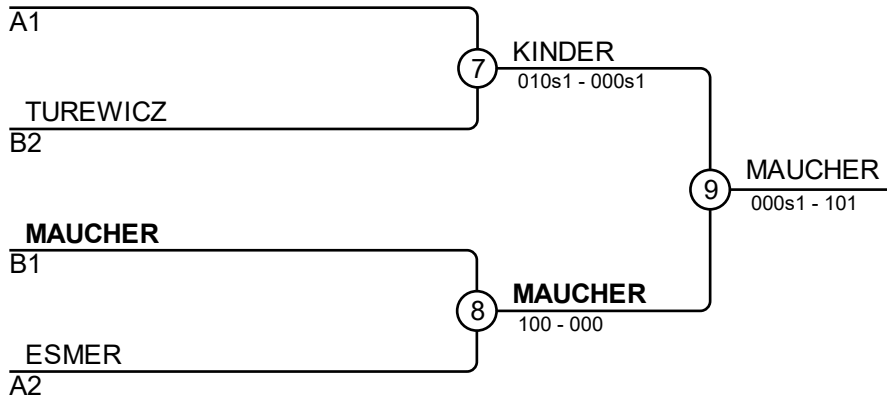 A1
7
KINDER
010s1 - 000s1
TUREWICZ
B2
9
MAUCHER
000s1 - 101
MAUCHER
B1
8
MAUCHER
100 - 000
ESMER
A2